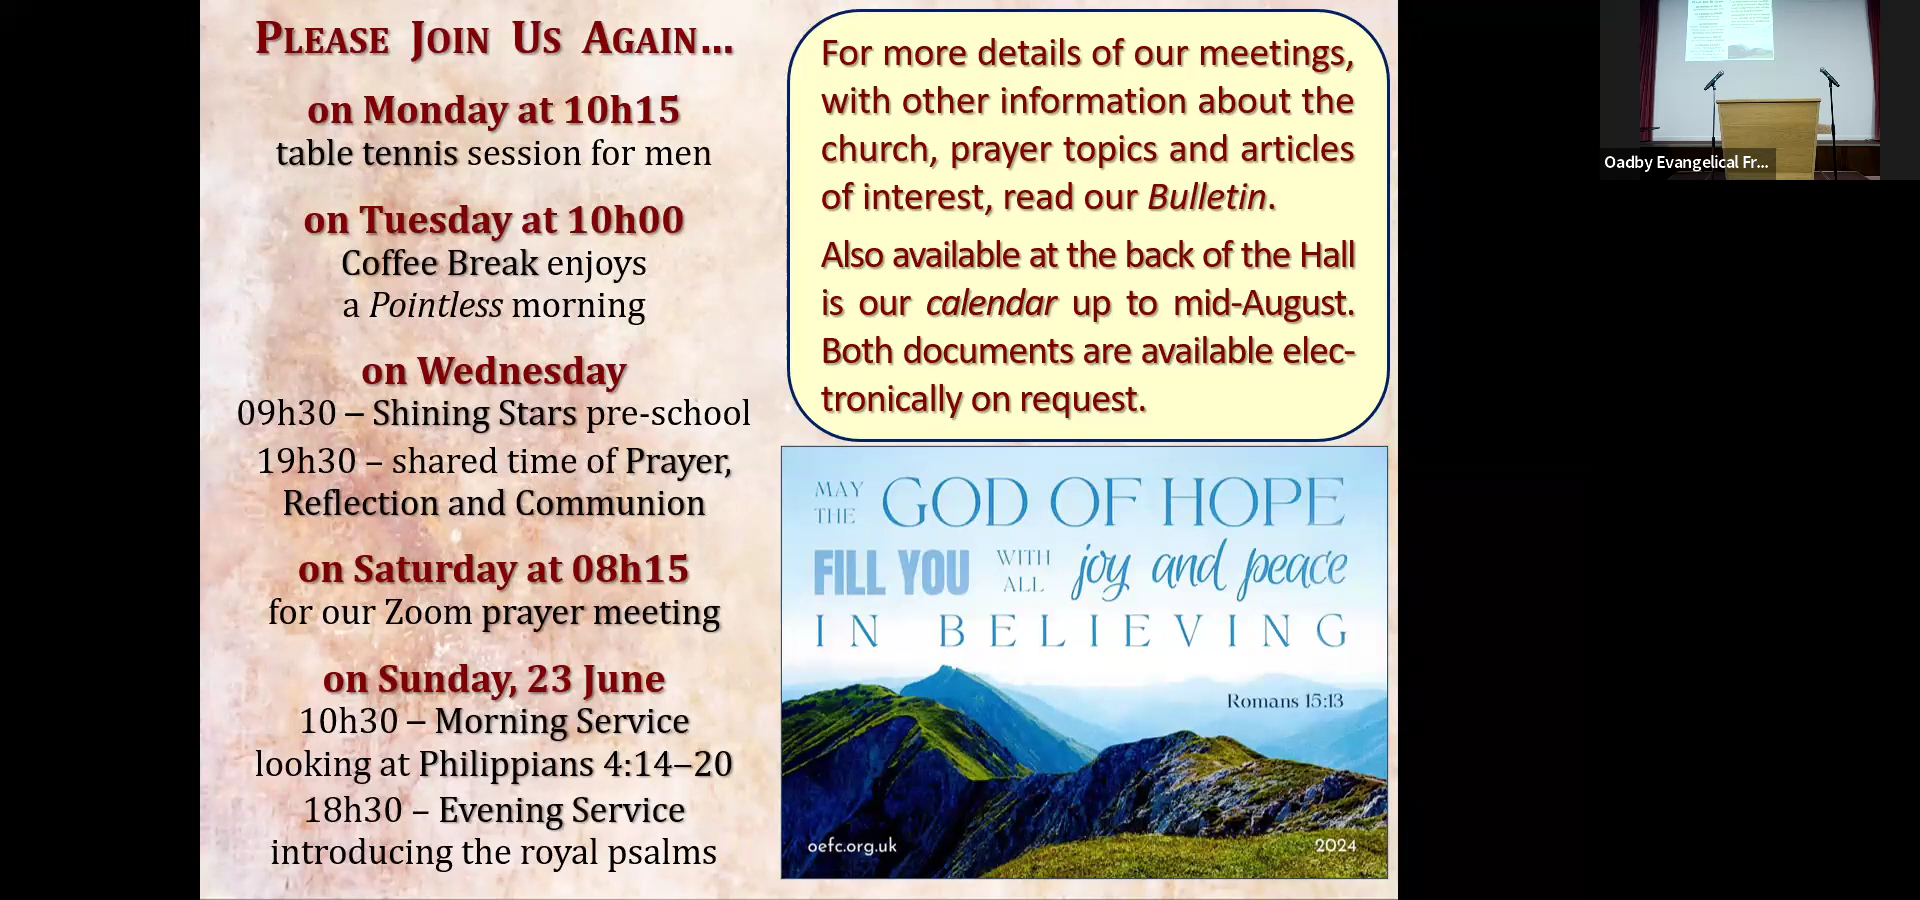 PLEASE JOIN US AGAIN...
on Monday at 10h15
table tennis session for men
on Tuesday at 10h00
Coffee Break enjoys
a Pointless morning
on Wednesday
09h30 – Shining Stars pre-school
19h30 – shared time of Prayer,
Reflection and Communion
on Saturday at 08h15
for our Zoom prayer meeting
on Sunday, 23 June
10h30 – Morning Service
looking at Philippians 4:14–20
18h30 – Evening Service
introducing the royal psalms
For more details of our meetings,
with other information about the
church, prayer topics and articles
of interest, read our Bulletin.
Also available at the back of the Hall
is our calendar up to mid-August.
Both documents are available elec-
tronically on request.
MAY THE GOD OF HOPE
FILL YOU WITH ALL joy and peace
IN BELIEVING
Romans 15:13
oefc.org.uk
2024
Oadby Evangelical Fr...